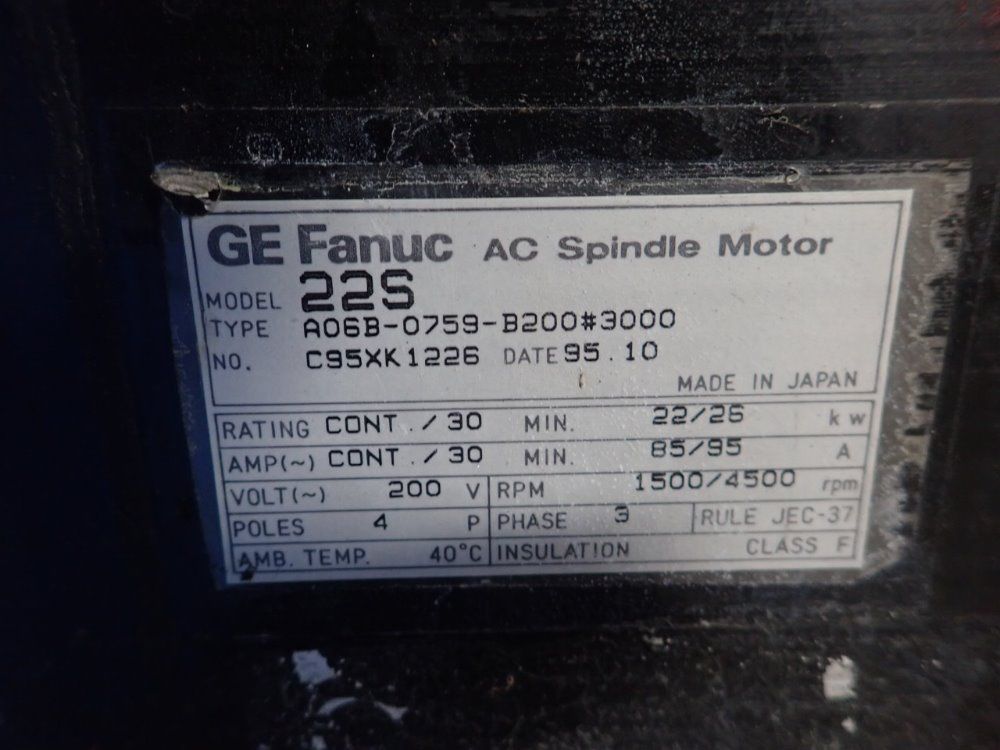 GE Fanuc AC Spindle Motor
MODEL 22S
TYPE A06B-0759-B200#3000
NO. C95XK1226 DATE 95.10
MADE IN JAPAN
RATING CONT./30 MIN. 22/26 kw
AMP(~) CONT./30 MIN. 85/95 A
VOLT(~) 200 V RPM 1500/4500 rpm
POLES 4 P PHASE 3 RULE JEC-37
AMB. TEMP. 40°C INSULATION CLASS F